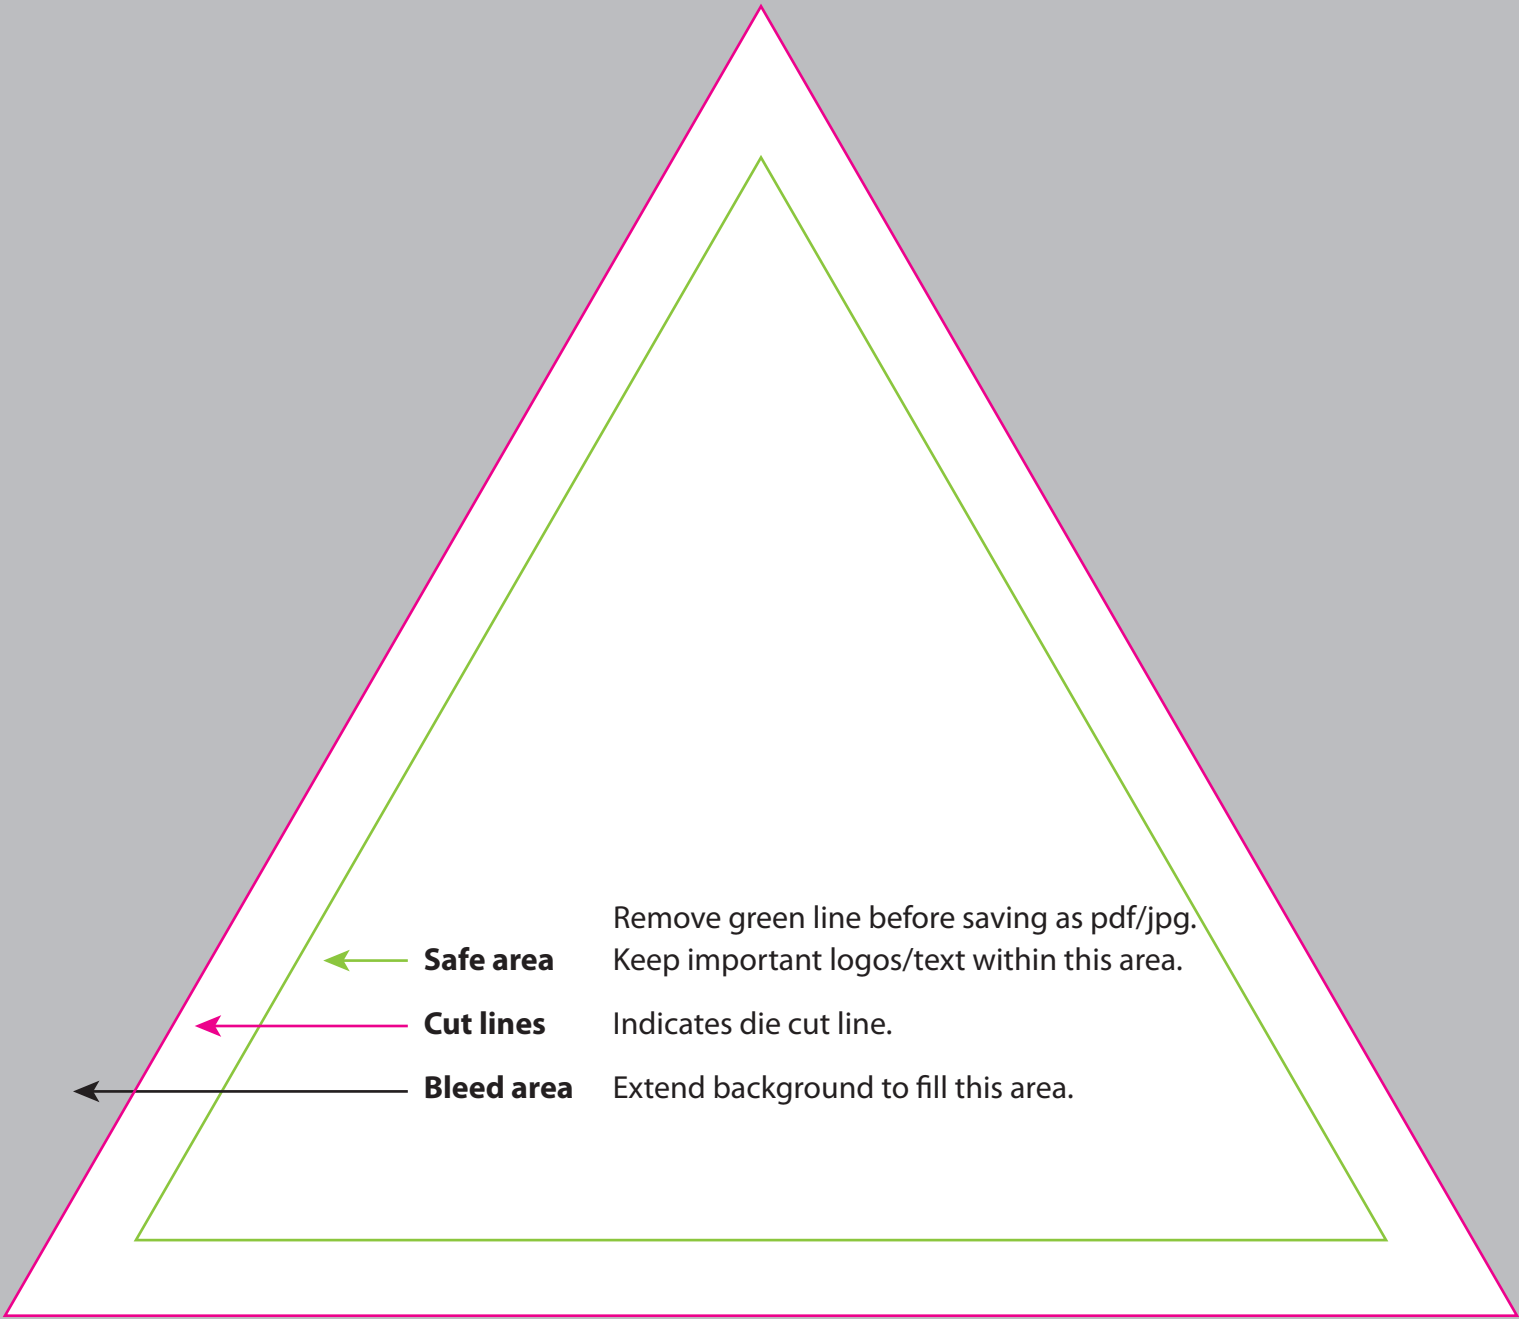 Remove green line before saving as pdf/jpg.
Safe area Keep important logos/text within this area.
Cut lines Indicates die cut line.
Bleed area Extend background to fill this area.